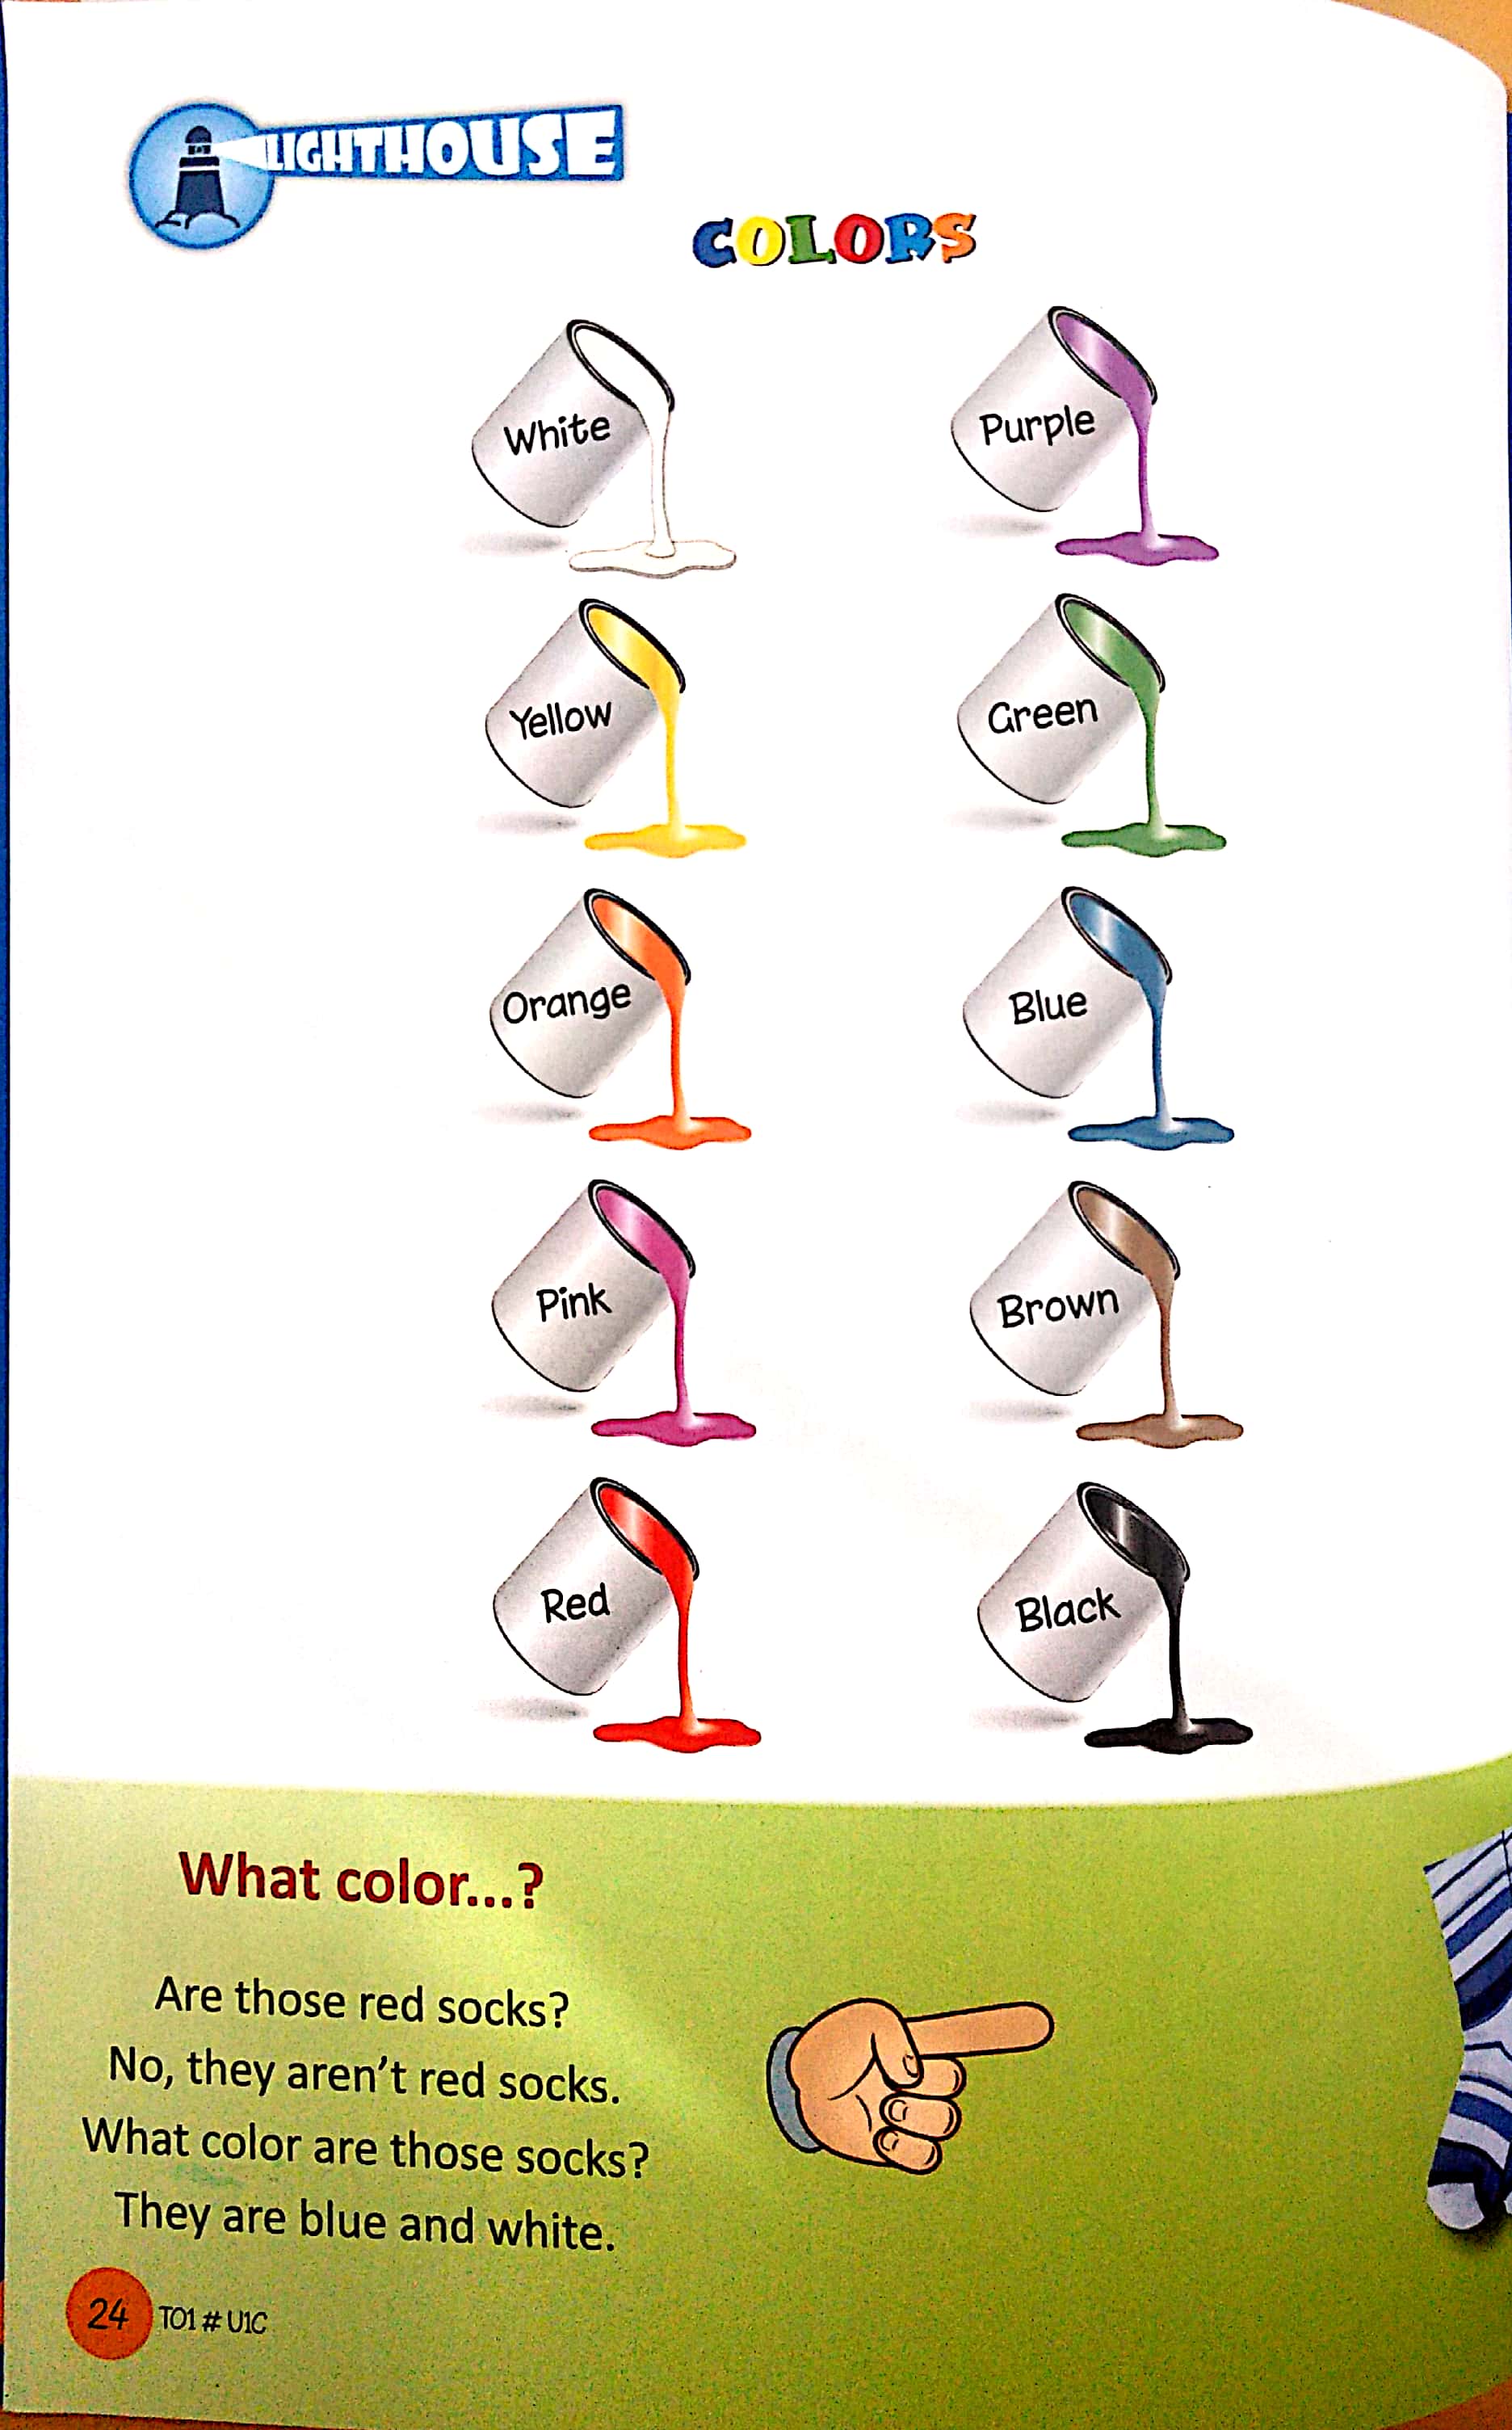 LIGHTHOUSE
COLORS
White
Purple
Yellow
Green
Orange
Blue
Pink
Brown
Red
Black
What color...?
Are those red socks?
No, they aren't red socks.
What color are those socks?
They are blue and white.
24 TO1 # U1C